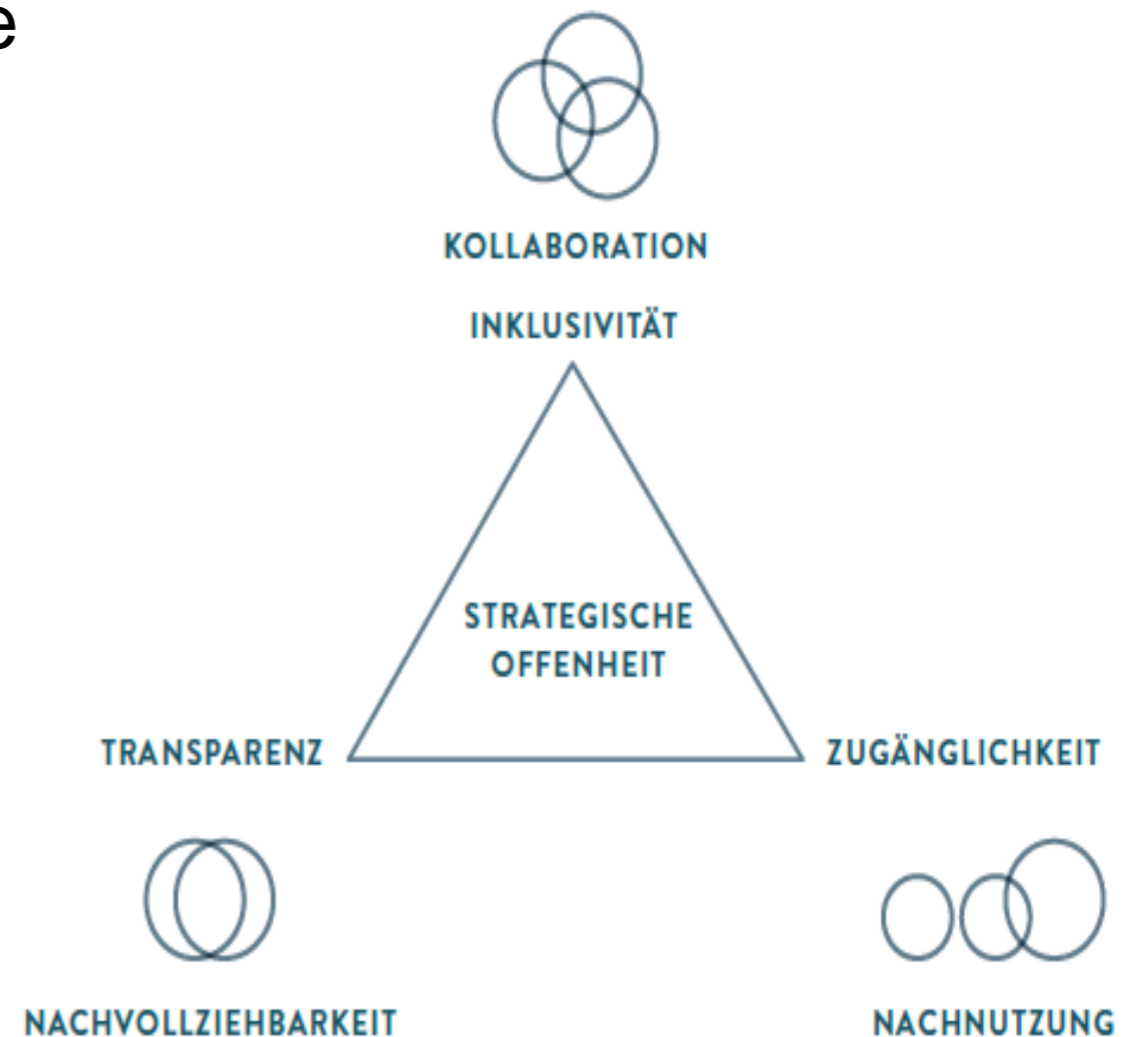 e
KOLLABORATION
INKLUSIVITÄT
STRATEGISCHE
OFFENHEIT
TRANSPARENZ
ZUGÄNGLICHKEIT
NACHVOLLZIEHBARKEIT
NACHNUTZUNG